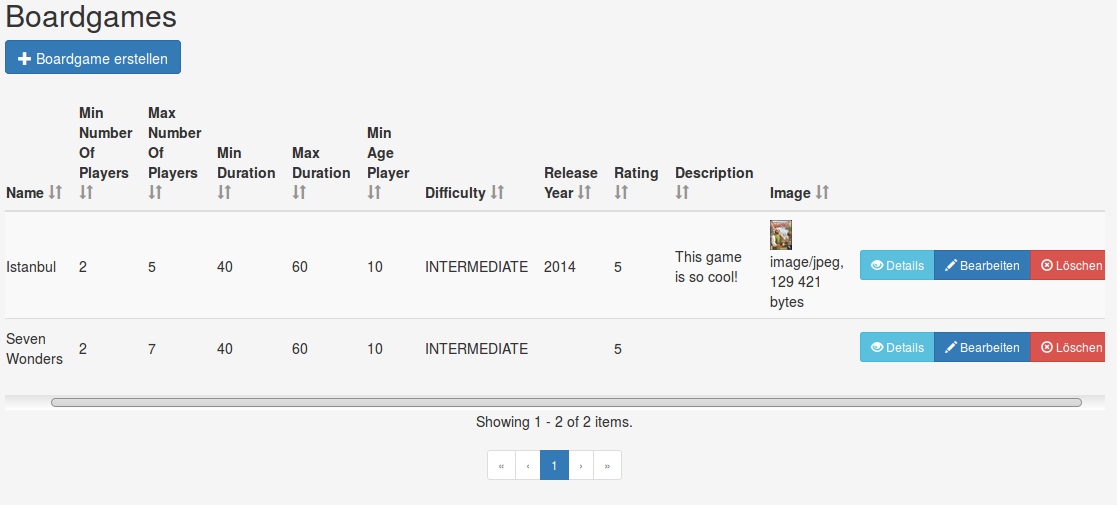 Boardgames
Boardgame erstellen
Name
Min Number Of Players
Max Number Of Players
Min Duration
Max Duration
Min Age Player
Difficulty
Release Year
Rating
Description
Image
Istanbul 2 5 40 60 10 INTERMEDIATE 2014 5 This game is so cool! image/jpeg, 129 421 bytes Details Bearbeiten Löschen
Seven Wonders 2 7 40 60 10 INTERMEDIATE 5 Details Bearbeiten Löschen
Showing 1 - 2 of 2 items.
« ‹ 1 › »